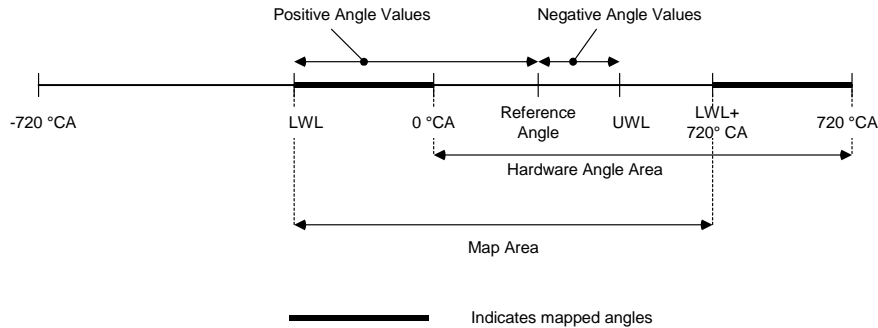 Positive Angle Values
Negative Angle Values
-720 °CA
LWL
0 °CA
Reference
Angle
UWL
LWL+
720° CA
720 °CA
Hardware Angle Area
Map Area
Indicates mapped angles